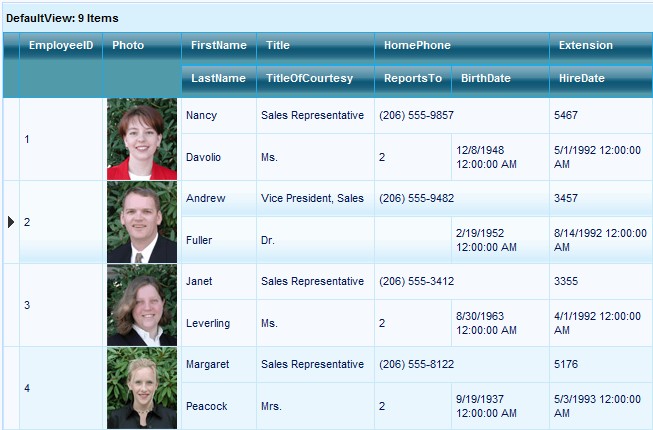 DefaultView: 9 Items
EmployeeID Photo FirstName Title HomePhone Extension
LastName TitleOfCourtesy ReportsTo BirthDate HireDate
1
Nancy Sales Representative (206) 555-9857 5467
Davolio Ms. 2 12/8/1948 12:00:00 AM 5/1/1992 12:00:00 AM
2
Andrew Vice President, Sales (206) 555-9482 3457
Fuller Dr. 2/19/1952 12:00:00 AM 8/14/1992 12:00:00 AM
3
Janet Sales Representative (206) 555-3412 3355
Leverling Ms. 2 8/30/1963 12:00:00 AM 4/1/1992 12:00:00 AM
4
Margaret Sales Representative (206) 555-8122 5176
Peacock Mrs. 2 9/19/1937 12:00:00 AM 5/3/1993 12:00:00 AM